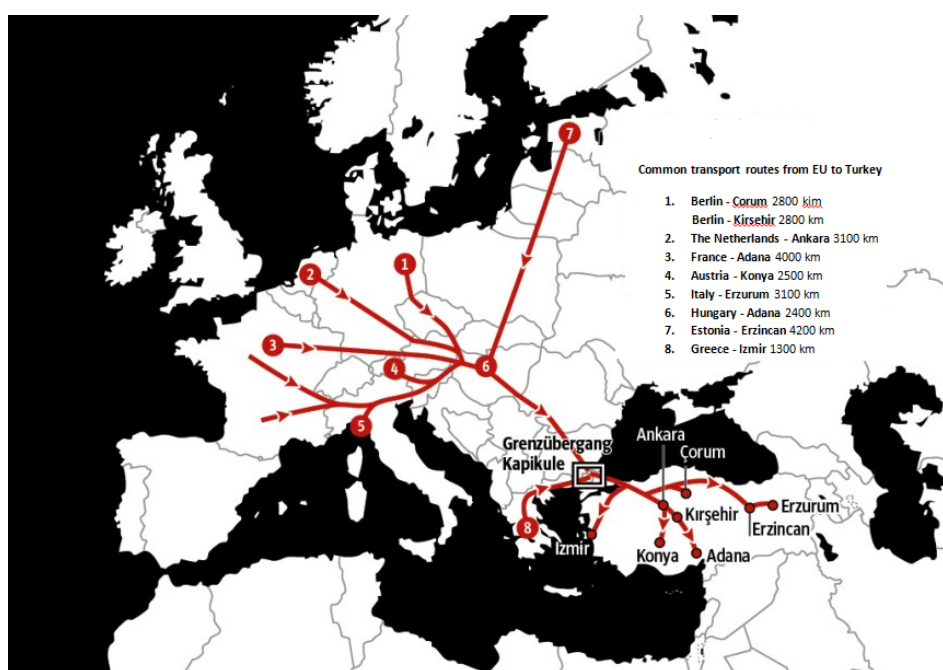 Common transport routes from EU to Turkey
1. Berlin - Corum 2800 kim
Berlin - Kirsehir 2800 km
2. The Netherlands - Ankara 3100 km
3. France - Adana 4000 km
4. Austria - Konya 2500 km
5. Italy - Erzurum 3100 km
6. Hungary - Adana 2400 km
7. Estonia - Erzincan 4200 km
8. Greece - Izmir 1300 km
7
1
2
3
4
6
5
8
Grenzübergang
Kapikule
Ankara
Çorum
Kırşehir
Erzurum
Erzincan
Izmir
Konya
Adana